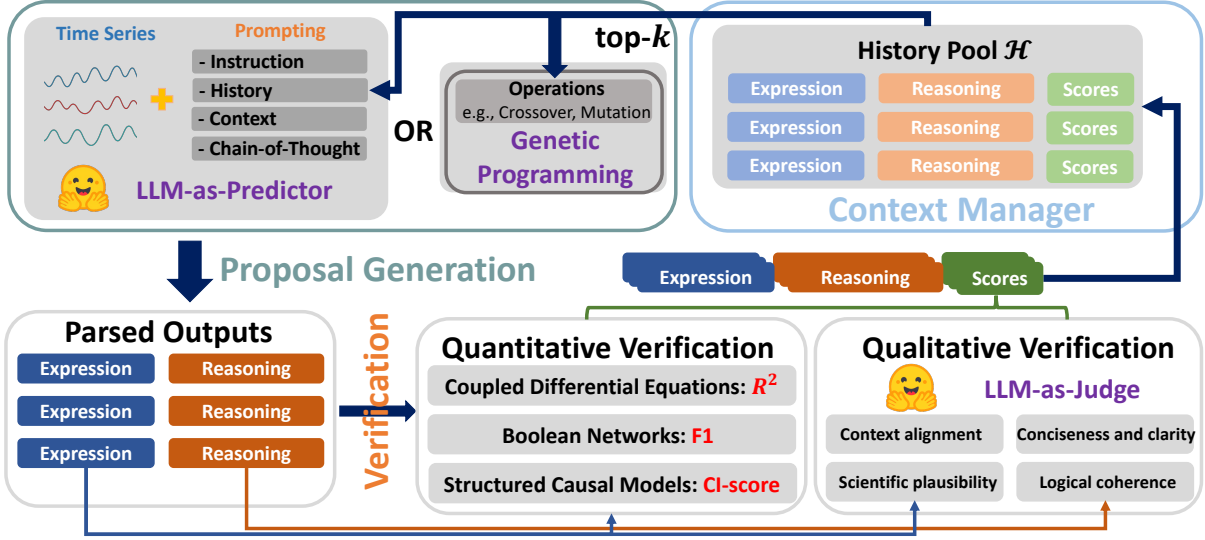 Time Series
Prompting
- Instruction
- History
- Context
- Chain-of-Thought
LLM-as-Predictor
OR
top-k
Operations
e.g., Crossover, Mutation
Genetic
Programming
History Pool ℋ
Expression Reasoning Scores
Expression Reasoning Scores
Expression Reasoning Scores
Context Manager
Proposal Generation
Expression Reasoning Scores
Parsed Outputs
Expression Reasoning
Expression Reasoning
Expression Reasoning
Verification
Quantitative Verification
Coupled Differential Equations: R²
Boolean Networks: F1
Structured Causal Models: CI-score
Qualitative Verification
LLM-as-Judge
Context alignment
Conciseness and clarity
Scientific plausibility
Logical coherence